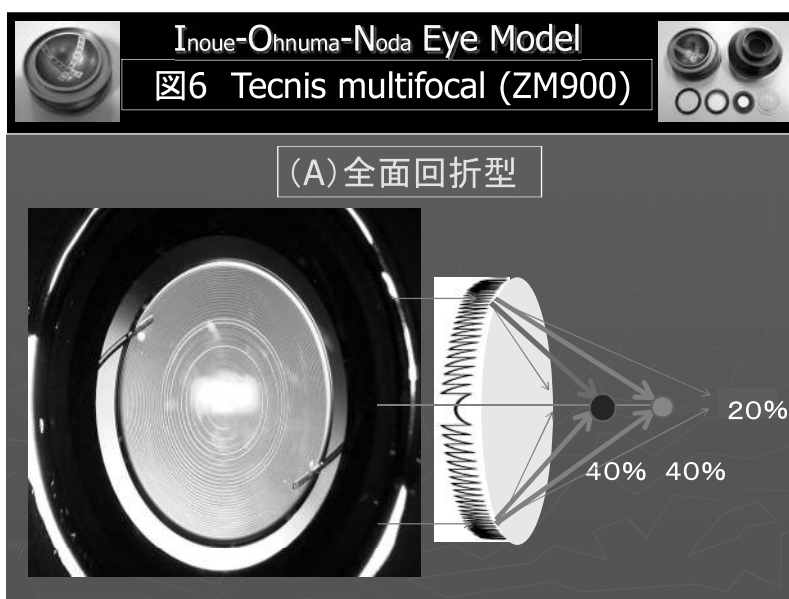 Inoue-Ohnuma-Noda Eye Model
図6 Tecnis multifocal (ZM900)
(A)全面回折型
20%
40% 40%